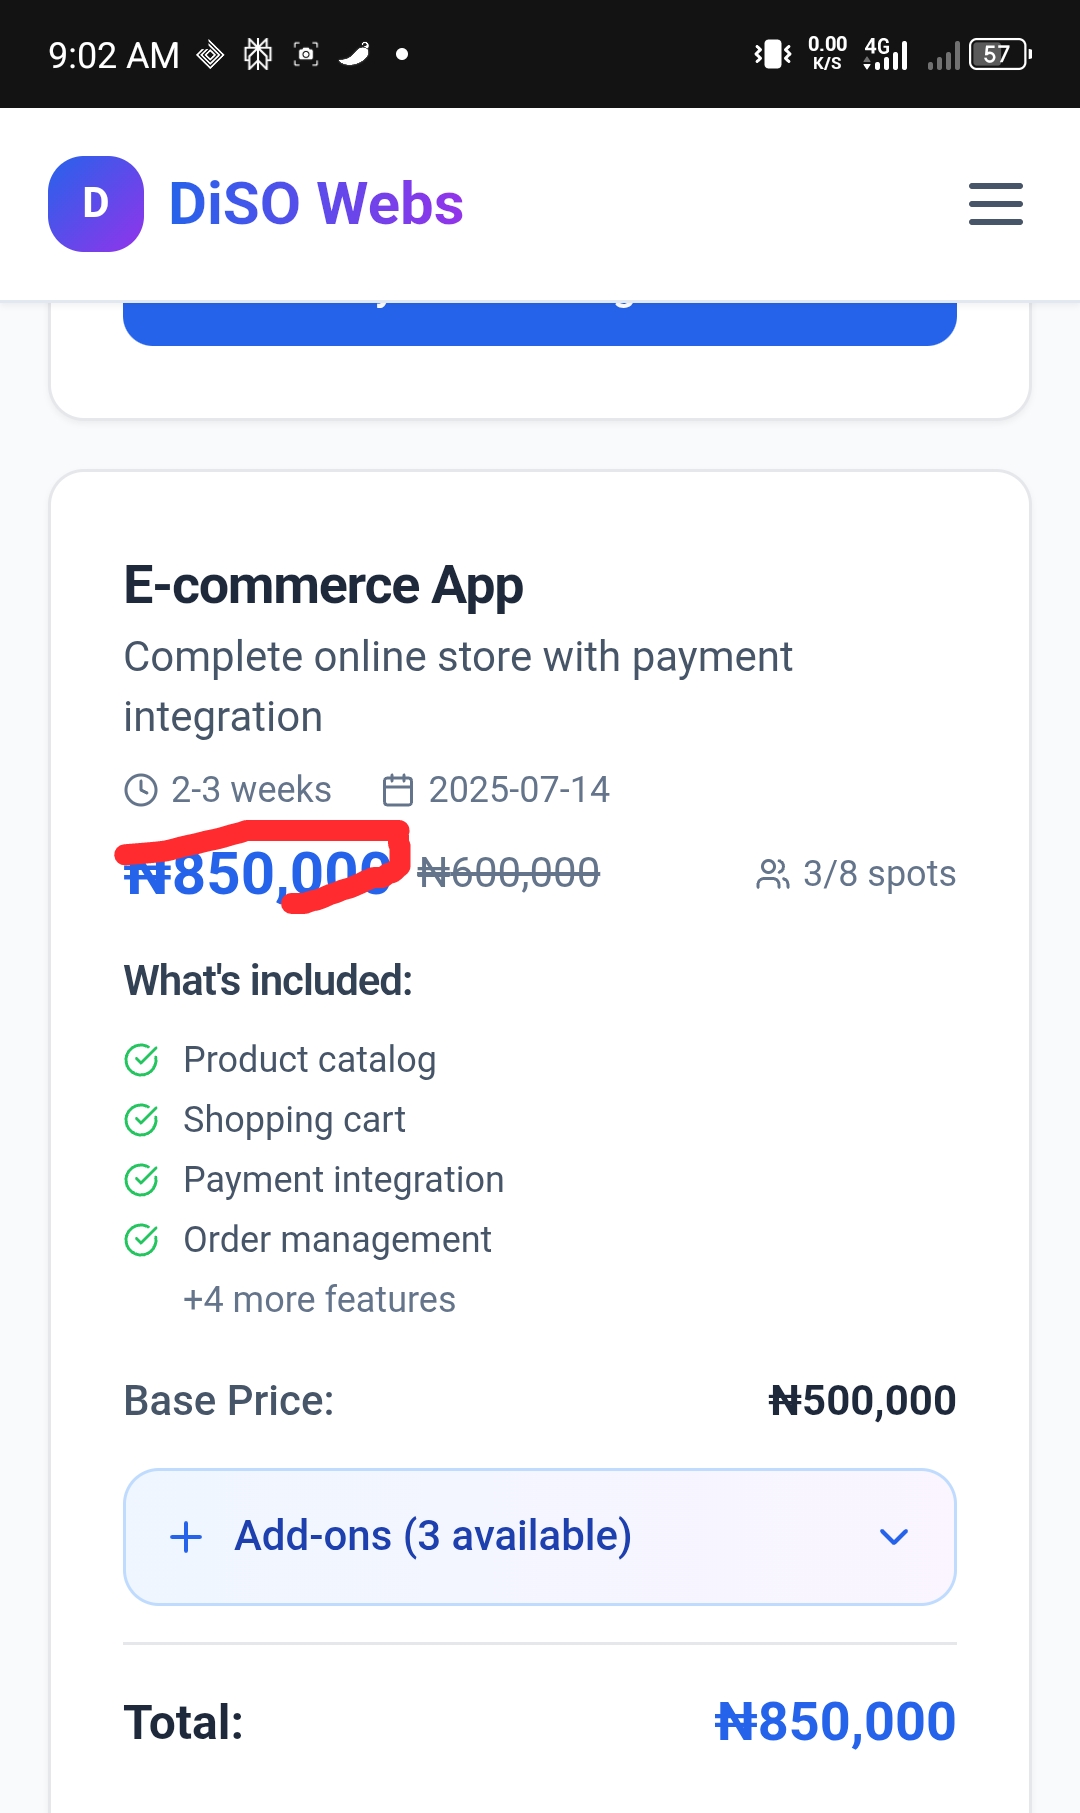 9:02 AM
0.00 K/S
4G
57
D DiSO Webs
E-commerce App
Complete online store with payment
integration
2-3 weeks 2025-07-14
₦850,000 ₦600,000 3/8 spots
What's included:
Product catalog
Shopping cart
Payment integration
Order management
+4 more features
Base Price: ₦500,000
Add-ons (3 available)
Total: ₦850,000